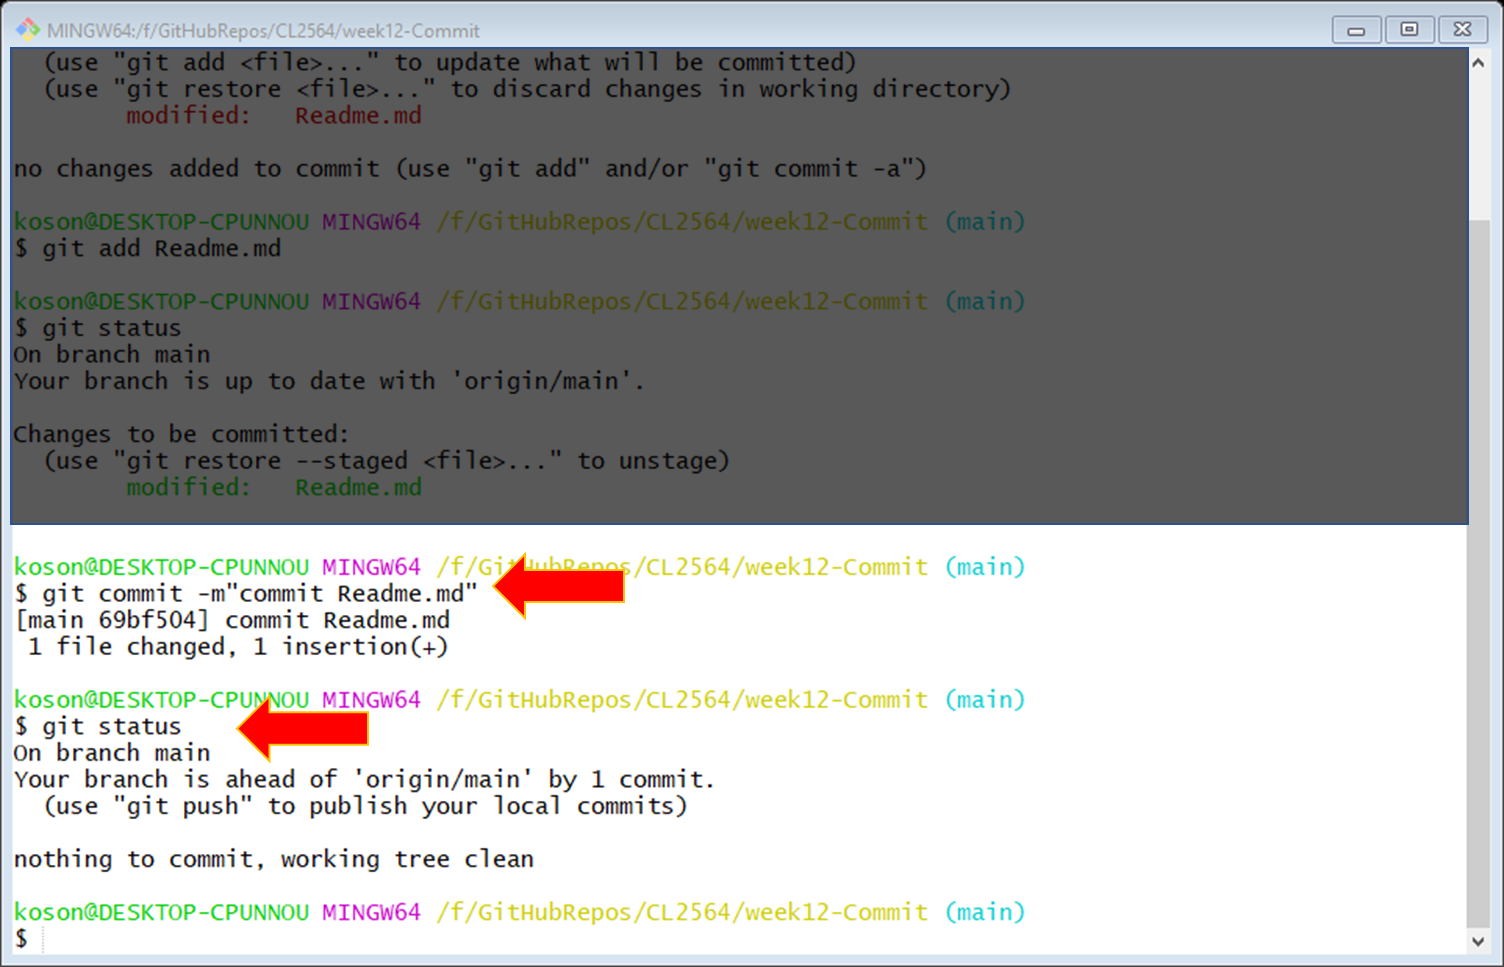 MINGW64:/f/GitHubRepos/CL2564/week12-Commit
(use "git add <file>..." to update what will be committed)
(use "git restore <file>..." to discard changes in working directory)
modified:   Readme.md
no changes added to commit (use "git add" and/or "git commit -a")
koson@DESKTOP-CPUNNOU MINGW64 /f/GitHubRepos/CL2564/week12-Commit (main)
$ git add Readme.md
koson@DESKTOP-CPUNNOU MINGW64 /f/GitHubRepos/CL2564/week12-Commit (main)
$ git status
On branch main
Your branch is up to date with 'origin/main'.
Changes to be committed:
(use "git restore --staged <file>..." to unstage)
modified:   Readme.md
koson@DESKTOP-CPUNNOU MINGW64 /f/GitHubRepos/CL2564/week12-Commit (main)
$ git commit -m"commit Readme.md"
[main 69bf504] commit Readme.md
1 file changed, 1 insertion(+)
koson@DESKTOP-CPUNNOU MINGW64 /f/GitHubRepos/CL2564/week12-Commit (main)
$ git status
On branch main
Your branch is ahead of 'origin/main' by 1 commit.
(use "git push" to publish your local commits)
nothing to commit, working tree clean
koson@DESKTOP-CPUNNOU MINGW64 /f/GitHubRepos/CL2564/week12-Commit (main)
$